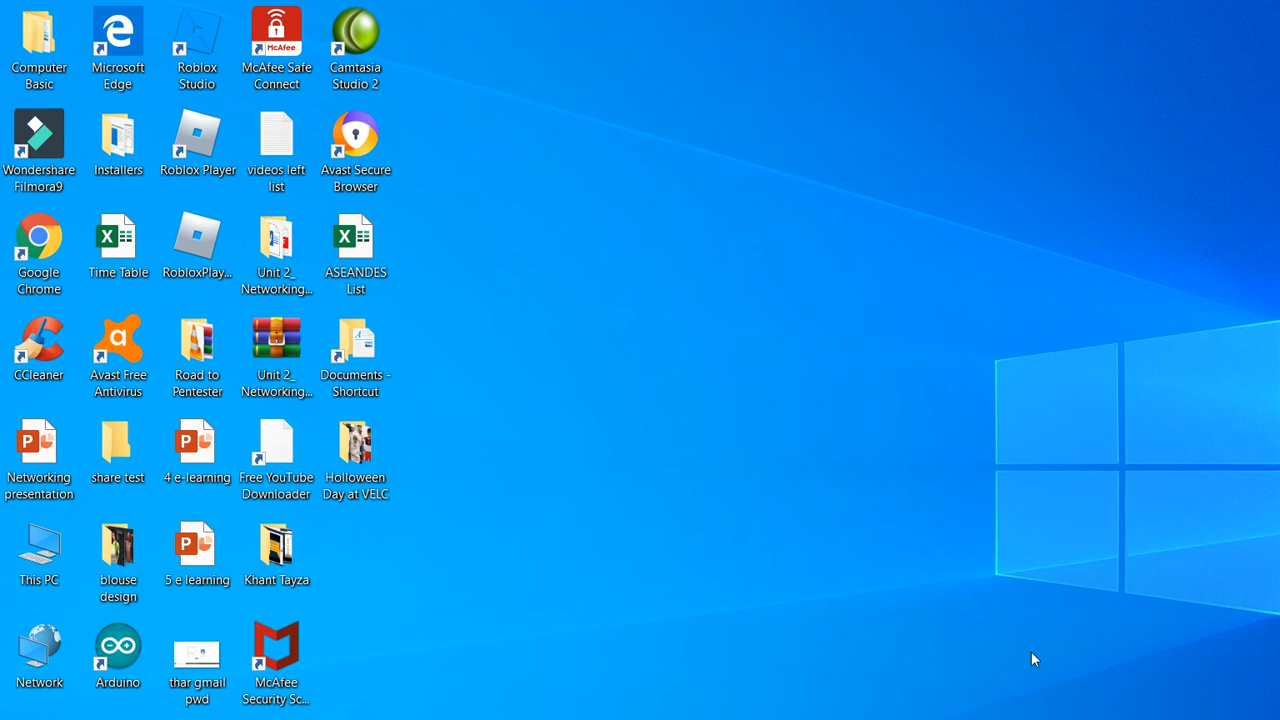 Computer
Basic
Microsoft
Edge
Roblox
Studio
McAfee
McAfee Safe
Connect
Camtasia
Studio 2
Wondershare
Filmora9
Installers
Roblox Player
videos left
list
Avast Secure
Browser
Google
Chrome
Time Table
RobloxPlay...
Unit 2_
Networking...
ASEANDES
List
CCleaner
Avast Free
Antivirus
Road to
Pentester
Unit 2_
Networking...
Documents -
Shortcut
Networking
presentation
share test
4 e-learning
Free YouTube
Downloader
Holloween
Day at VELC
This PC
blouse
design
5 e learning
Khant Tayza
Network
Arduino
thar gmail
pwd
McAfee
Security Sc...